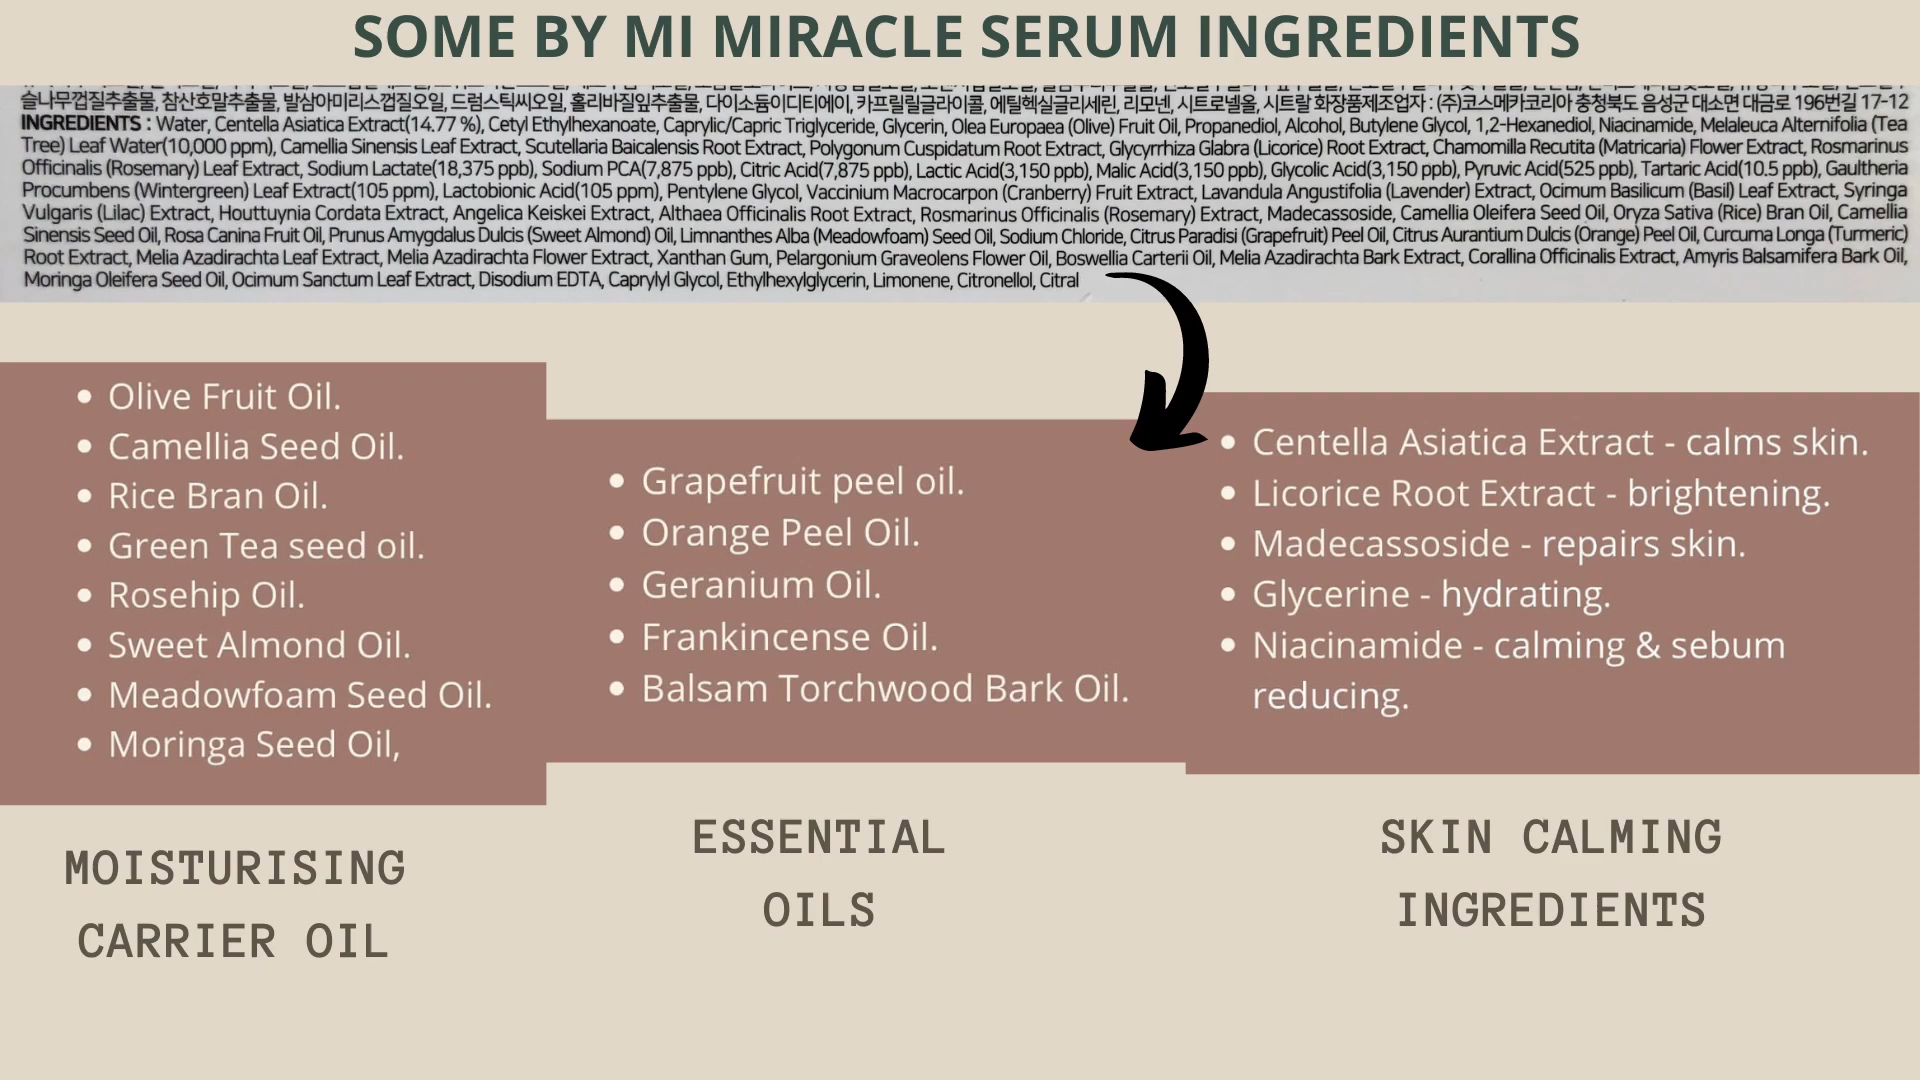 SOME BY MI MIRACLE SERUM INGREDIENTS
슬나무껍질추출물, 참산호말추출물, 발삼아미리스껍질오일, 드럼스틱씨오일, 홀리바질잎추출물, 다이소듐이디티에이, 카프릴릴글라이콜, 에틸헥실글리세린, 리모넨, 시트로넬올, 시트랄 화장품제조업자 : (주)코스메카코리아 충청북도 음성군 대소면 대금로 196번길 17-12
INGREDIENTS : Water, Centella Asiatica Extract(14.77 %), Cetyl Ethylhexanoate, Caprylic/Capric Triglyceride, Glycerin, Olea Europaea (Olive) Fruit Oil, Propanediol, Alcohol, Butylene Glycol, 1,2-Hexanediol, Niacinamide, Melaleuca Alternifolia (Tea
Tree) Leaf Water(10,000 ppm), Camellia Sinensis Leaf Extract, Scutellaria Baicalensis Root Extract, Polygonum Cuspidatum Root Extract, Glycyrrhiza Glabra (Licorice) Root Extract, Chamomilla Recutita (Matricaria) Flower Extract, Rosmarinus
Officinalis (Rosemary) Leaf Extract, Sodium Lactate(18,375 ppb), Sodium PCA(7,875 ppb), Citric Acid(7,875 ppb), Lactic Acid(3,150 ppb), Malic Acid(3,150 ppb), Glycolic Acid(3,150 ppb), Pyruvic Acid(525 ppb), Tartaric Acid(10.5 ppb), Gaultheria
Procumbens (Wintergreen) Leaf Extract(105 ppm), Lactobionic Acid(105 ppm), Pentylene Glycol, Vaccinium Macrocarpon (Cranberry) Fruit Extract, Lavandula Angustifolia (Lavender) Extract, Ocimum Basilicum (Basil) Leaf Extract, Syringa
Vulgaris (Lilac) Extract, Houttuynia Cordata Extract, Angelica Keiskei Extract, Althaea Officinalis Root Extract, Rosmarinus Officinalis (Rosemary) Extract, Madecassoside, Camellia Oleifera Seed Oil, Oryza Sativa (Rice) Bran Oil, Camellia
Sinensis Seed Oil, Rosa Canina Fruit Oil, Prunus Amygdalus Dulcis (Sweet Almond) Oil, Limnanthes Alba (Meadowfoam) Seed Oil, Sodium Chloride, Citrus Paradisi (Grapefruit) Peel Oil, Citrus Aurantium Dulcis (Orange) Peel Oil, Curcuma Longa (Turmeric)
Root Extract, Melia Azadirachta Leaf Extract, Melia Azadirachta Flower Extract, Xanthan Gum, Pelargonium Graveolens Flower Oil, Boswellia Carterii Oil, Melia Azadirachta Bark Extract, Corallina Officinalis Extract, Amyris Balsamifera Bark Oil,
Moringa Oleifera Seed Oil, Ocimum Sanctum Leaf Extract, Disodium EDTA, Caprylyl Glycol, Ethylhexylglycerin, Limonene, Citronellol, Citral
• Olive Fruit Oil.
• Camellia Seed Oil.
• Rice Bran Oil.
• Green Tea seed oil.
• Rosehip Oil.
• Sweet Almond Oil.
• Meadowfoam Seed Oil.
• Moringa Seed Oil,
MOISTURISING
CARRIER OIL
• Grapefruit peel oil.
• Orange Peel Oil.
• Geranium Oil.
• Frankincense Oil.
• Balsam Torchwood Bark Oil.
ESSENTIAL
OILS
• Centella Asiatica Extract - calms skin.
• Licorice Root Extract - brightening.
• Madecassoside - repairs skin.
• Glycerine - hydrating.
• Niacinamide - calming & sebum
reducing.
SKIN CALMING
INGREDIENTS